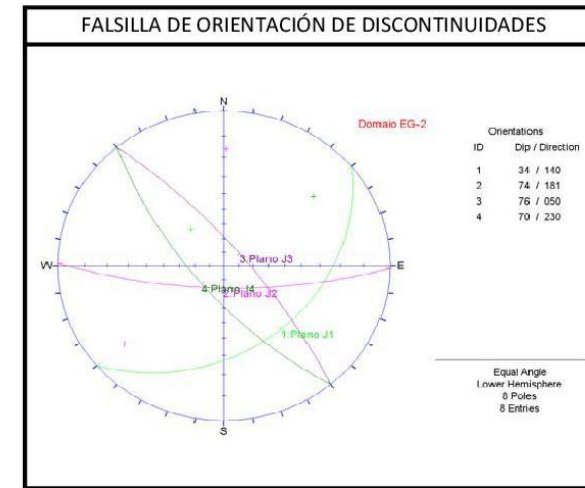 FALSILLA DE ORIENTACIÓN DE DISCONTINUIDADES
N
Domaio EG-2
Orientations
ID Dip / Direction
1 34 / 140
2 74 / 181
3 76 / 050
4 70 / 230
3:Plano J3
W
E
4:Plano J4
2:Plano J2
1:Plano J1
S
Equal Angle
Lower Hemisphere
8 Poles
8 Entries